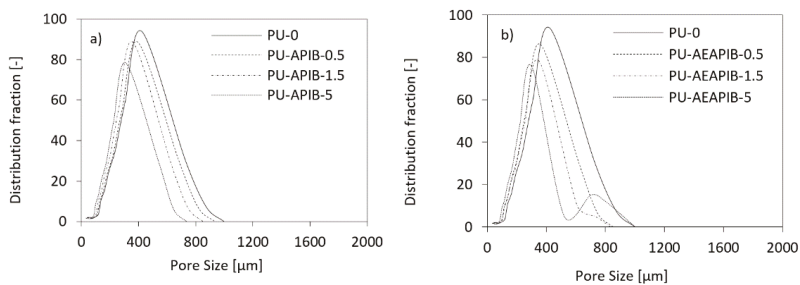 a)
PU-0
PU-APIB-0.5
PU-APIB-1.5
PU-APIB-5
Distribution fraction [-]
100
80
60
40
20
0
0 400 800 1200 1600 2000
Pore Size [µm]
b)
PU-0
PU-AEAPIB-0.5
PU-AEAPIB-1.5
PU-AEAPIB-5
Distribution fraction [-]
100
80
60
40
20
0
0 400 800 1200 1600 2000
Pore Size [µm]